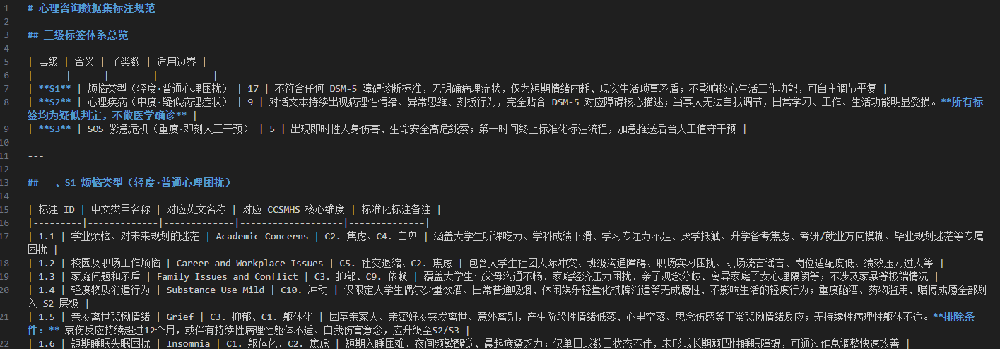 1 # 心理咨询数据集标注规范
2
3 ## 三级标签体系总览
4
5 | 层级 | 含义 | 子类数 | 适用边界 |
6 |------|------|--------|----------|
7 | **S1** | 烦恼类型（轻度·普通心理困扰） | 17 | 不符合任何 DSM-5 障碍诊断标准，无明确病理症状，仅为短期情绪内耗、现实生活琐事矛盾；不影响核心生活工作功能，可自主调节平复 |
8 | **S2** | 心理疾病（中度·疑似病理症状） | 9 | 对话文本持续出现病理性情绪、异常思维、刻板行为，完全贴合 DSM-5 对应障碍核心描述；当事人无法自我调节，日常学习、工作、生活功能明显受损。**所有标
签均为疑似判定，不做医学确诊** |
9 | **S3** | SOS 紧急危机（重度·即刻人工干预） | 5 | 出现即时性人身伤害、生命安全高危线索；第一时间终止标准化标注流程，加急推送后台人工值守干预 |
10
11 ---
12
13 ## 一、S1 烦恼类型（轻度·普通心理困扰）
14
15 | 标注 ID | 中文类目名称 | 对应英文名称 | 对应 CCSMHS 核心维度 | 标准化标注备注 |
16 |---------|-------------|-------------|-------------------|--------------|
17 | 1.1 | 学业烦恼、对未来规划的迷茫 | Academic Concerns | C2. 焦虑、C4. 自卑 | 涵盖大学生听课吃力、学科成绩下滑、学习专注力不足、厌学抵触、升学备考焦虑、考研/就业方向模糊、毕业规划迷茫等专属
困扰 |
18 | 1.2 | 校园及职场工作烦恼 | Career and Workplace Issues | C5. 社交退缩、C2. 焦虑 | 包含大学生社团人际冲突、班级沟通障碍、职场实习困扰、职场流言谣言、岗位适配度低、绩效压力过大等 |
19 | 1.3 | 家庭问题和矛盾 | Family Issues and Conflict | C3. 抑郁、C9. 依赖 | 覆盖大学生与父母沟通不畅、家庭经济压力困扰、亲子观念分歧、离异家庭子女心理隔阂等；不涉及家暴等极端情况 |
20 | 1.4 | 轻度物质消遣行为 | Substance Use Mild | C10. 冲动 | 仅限定大学生偶尔少量饮酒、日常普通吸烟、休闲娱乐轻量化棋牌消遣等无成瘾性、不影响生活的轻度行为；重度酗酒、药物滥用、赌博成瘾全部划
入 S2 层级 |
21 | 1.5 | 亲友离世悲恸情绪 | Grief | C3. 抑郁、C1. 躯体化 | 因至亲家人、亲密好友突发离世、意外离别，产生阶段性情绪低落、心里空落、思念伤感等正常悲恸情绪反应；无持续性病理性躯体不适。**排除条
件：** 哀伤反应持续超过12个月，或伴有持续性病理性躯体不适、自我伤害意念，应升级至S2/S3 |
22 | 1.6 | 短期睡眠失眠困扰 | Insomnia | C1. 躯体化、C2. 焦虑 | 短期入睡困难、夜间频繁醒觉、晨起疲惫乏力；仅单日或数日状态不佳，未形成长期顽固性睡眠障碍，可通过作息调整快速改善 |